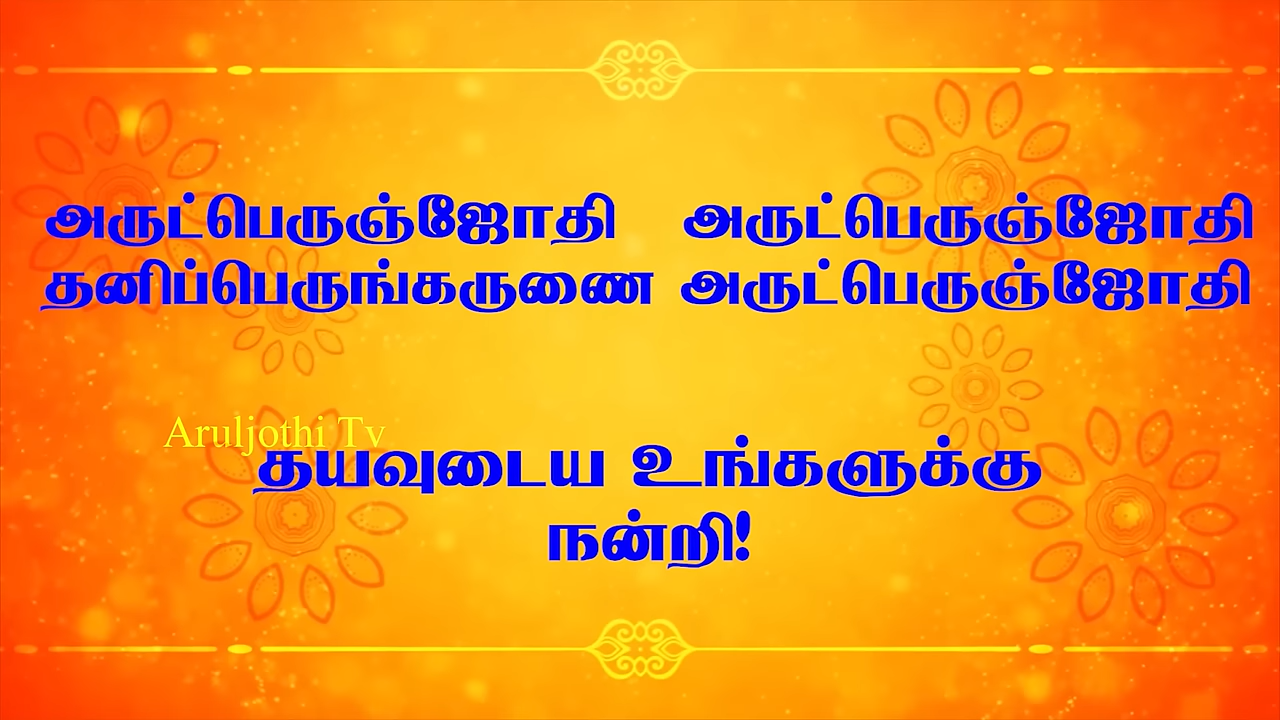 அருட்பெருஞ்ஜோதி அருட்பெருஞ்ஜோதி
தனிப்பெருங்கருணை அருட்பெருஞ்ஜோதி
Aruljothi Tv
தயவுடைய உங்களுக்கு
நன்றி!